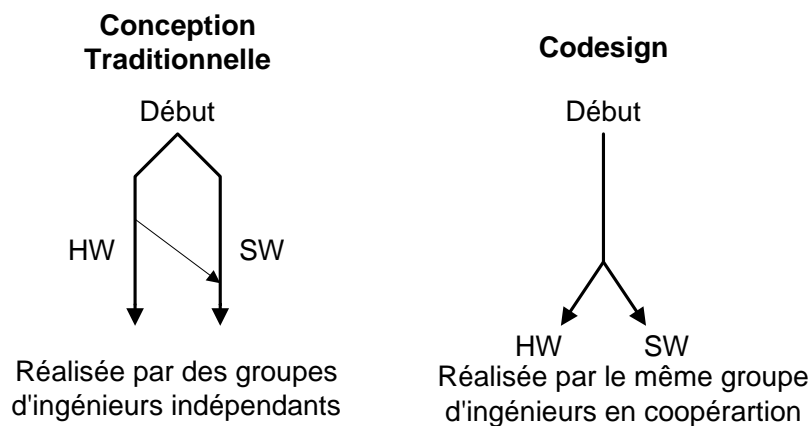 Conception
Traditionnelle
Début
HW
SW
Réalisée par des groupes
d'ingénieurs indépendants
Codesign
Début
HW
SW
Réalisée par le même groupe
d'ingénieurs en coopérartion